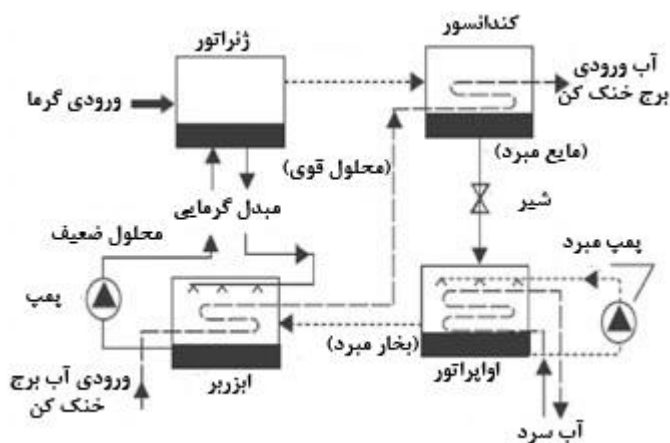 کندانسور
ژنراتور
آب ورودی
برج خنک کن
ورودی گرما
(مایع مبرد)
(محلول قوی)
شیر
مبدل گرمایی
محلول ضعیف
پمپ مبرد
پمپ
(بخار مبرد)
ورودی آب برج
خنک کن
ابزربر
اواپراتور
آب سرد